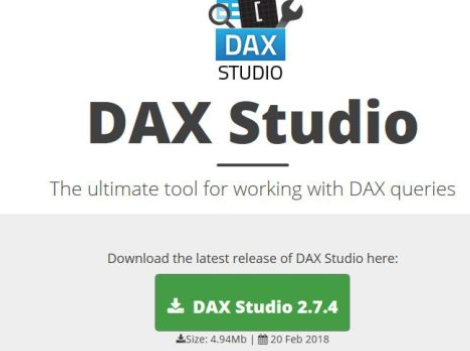 DAX
STUDIO
DAX Studio
The ultimate tool for working with DAX queries
Download the latest release of DAX Studio here:
DAX Studio 2.7.4
Size: 4.94Mb | 20 Feb 2018